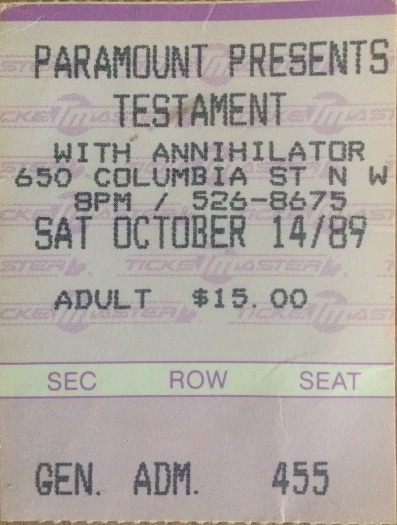 PARAMOUNT PRESENTS
TESTAMENT
WITH ANNIHILATOR
650 COLUMBIA ST N W
8PM / 526-8675
SAT OCTOBER 14/89
TICKETMASTER
ADULT $15.00
SEC ROW SEAT
GEN. ADM. 455